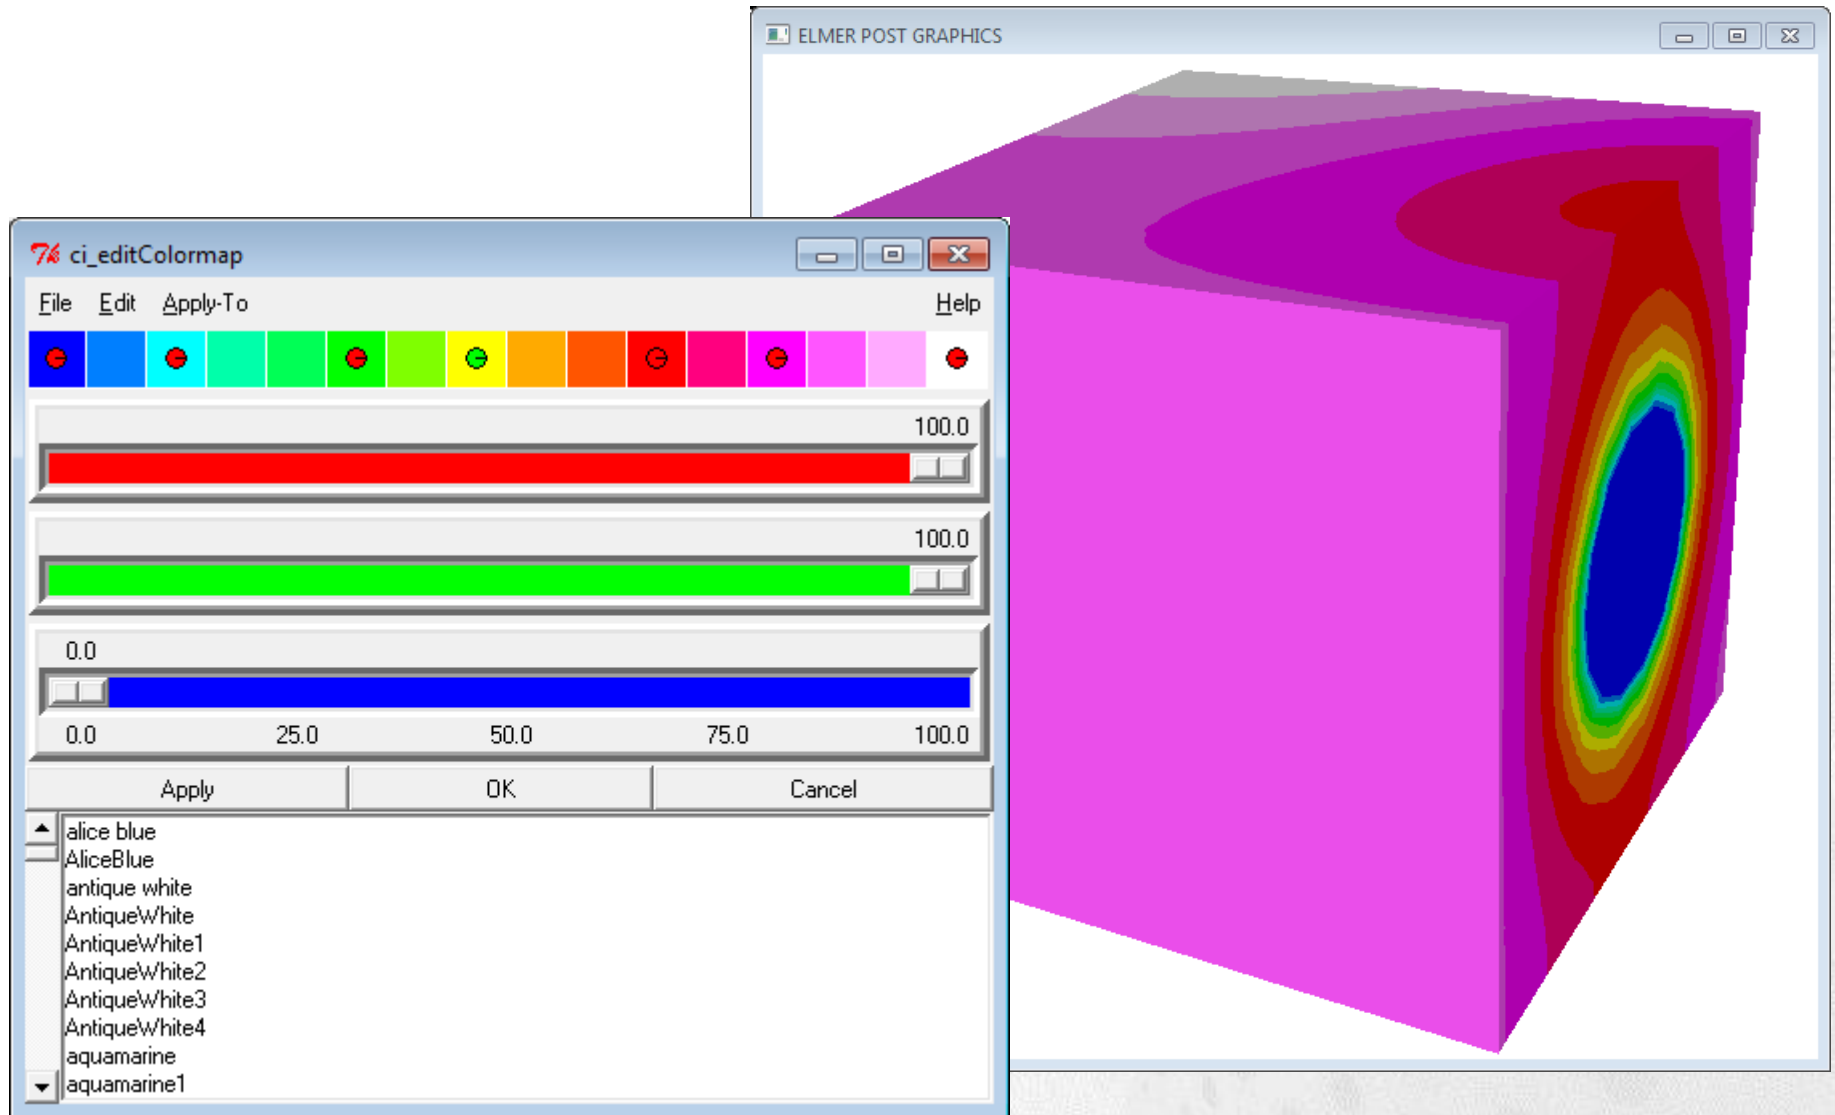 ELMER POST GRAPHICS
7k ci_editColormap
File Edit Apply-To Help
100.0
100.0
0.0
0.0 25.0 50.0 75.0 100.0
Apply OK Cancel
alice blue
AliceBlue
antique white
AntiqueWhite
AntiqueWhite1
AntiqueWhite2
AntiqueWhite3
AntiqueWhite4
aquamarine
aquamarine1